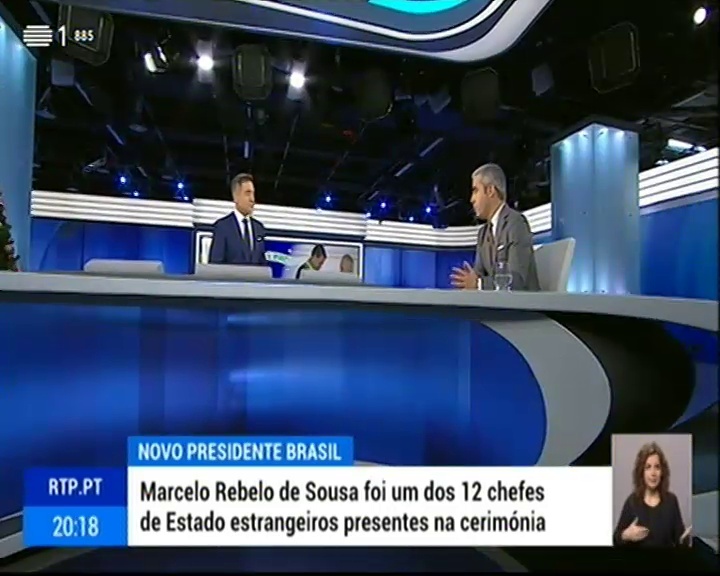 1 885
NOVO PRESIDENTE BRASIL
RTP.PT
Marcelo Rebelo de Sousa foi um dos 12 chefes
20:18
de Estado estrangeiros presentes na cerimónia